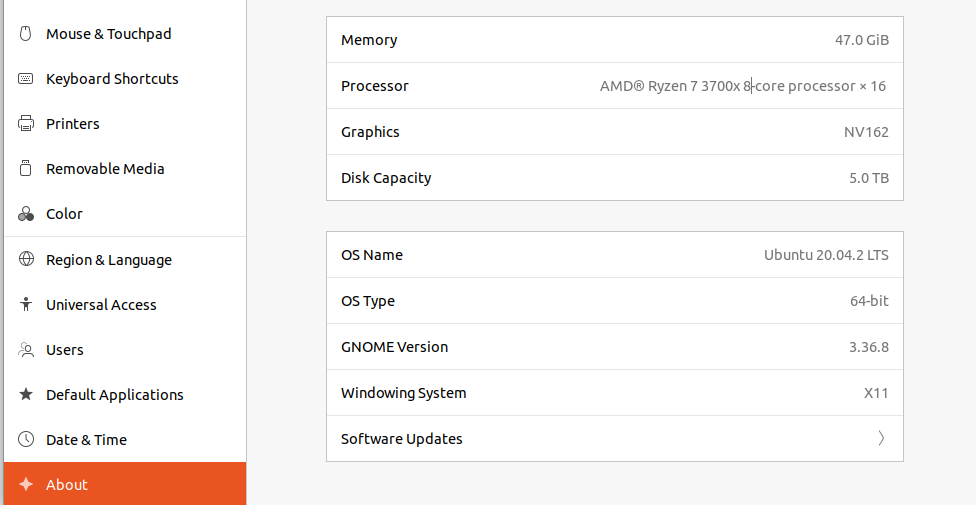 Mouse & Touchpad
Keyboard Shortcuts
Printers
Removable Media
Color
Region & Language
Universal Access
Users
Default Applications
Date & Time
About
Memory 47.0 GiB
Processor AMD® Ryzen 7 3700x 8-core processor × 16
Graphics NV162
Disk Capacity 5.0 TB
OS Name Ubuntu 20.04.2 LTS
OS Type 64-bit
GNOME Version 3.36.8
Windowing System X11
Software Updates